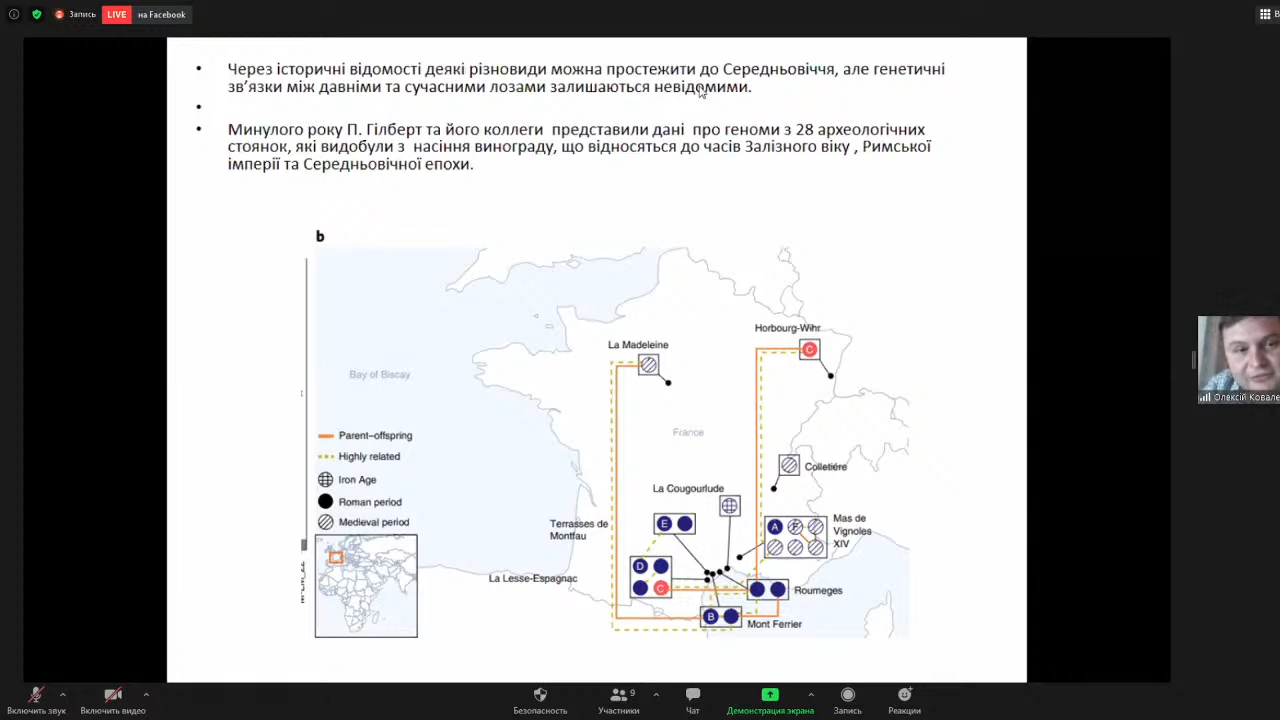 Запись
LIVE на Facebook
В
• Через історичні відомості деякі різновиди можна простежити до Середньовіччя, але генетичні
зв’язки між давніми та сучасними лозами залишаються невідомими.
•
• Минулого року П. Гілберт та його коллеги представили дані про геноми з 28 археологічних
стоянок, які видобули з насіння винограду, що відносяться до часів Залізного віку , Римської
імперії та Середньовічної епохи.
b
Horbourg-Wihr
La Madeleine
C
Bay of Biscay
Олексій Ковале
France
Parent–offspring
Highly related
Colletiére
Iron Age
La Cougourlude
Roman period
Medieval period
Terrasses de
Montfau
E
A F
Mas de
Vignoles
XIV
D
La Lesse-Espagnac
C
Roumeges
B
Mont Ferrier
9
Включить звук
Включить видео
Безопасность
Участники
Чат
Демонстрация экрана
Запись
Реакции